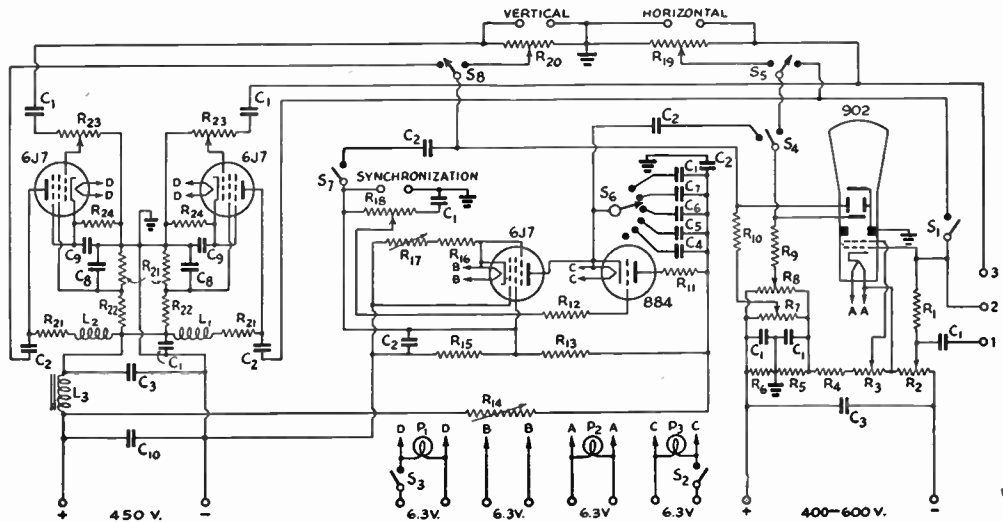 VERTICAL HORIZONTAL
R20 R19
S8 S5
C1 C1 902
R23 R23 C2 C2 S4
6J7 6J7 C2
S7 SYNCHRONIZATION S6 C1
D D
D D R18 C7
C1 C6 S1
R24 R24 R10
6J7 C5
C9 C9 R17 R16 C4 R9
C8 C8 B C 3
R21 B C R11 R8 A A
884 R7 R1
R22 R22 R12 2
R21 L2 L1 R21 C1 C1 C1
C2 C1 C2 C2 R15 R13 1
C3 R6 R5 R4 R3 R2
L3 R14 C3
C10 D P1 D B B A P2 A C P3 C
S3 S2
+ 450 V. - 6.3V. 6.3V. 6.3V 6.3V + 400-600 V. -